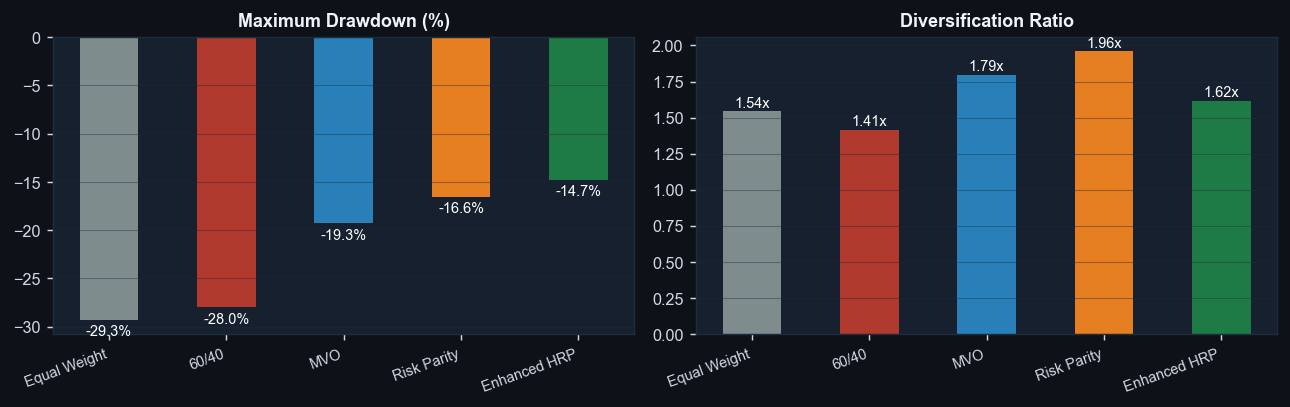 Maximum Drawdown (%)
0
−5
−10
−15
−20
−25
−30
-29.3%
-28.0%
-19.3%
-16.6%
-14.7%
Equal Weight
60/40
MVO
Risk Parity
Enhanced HRP
Diversification Ratio
2.00
1.75
1.50
1.25
1.00
0.75
0.50
0.25
0.00
1.54x
1.41x
1.79x
1.96x
1.62x
Equal Weight
60/40
MVO
Risk Parity
Enhanced HRP